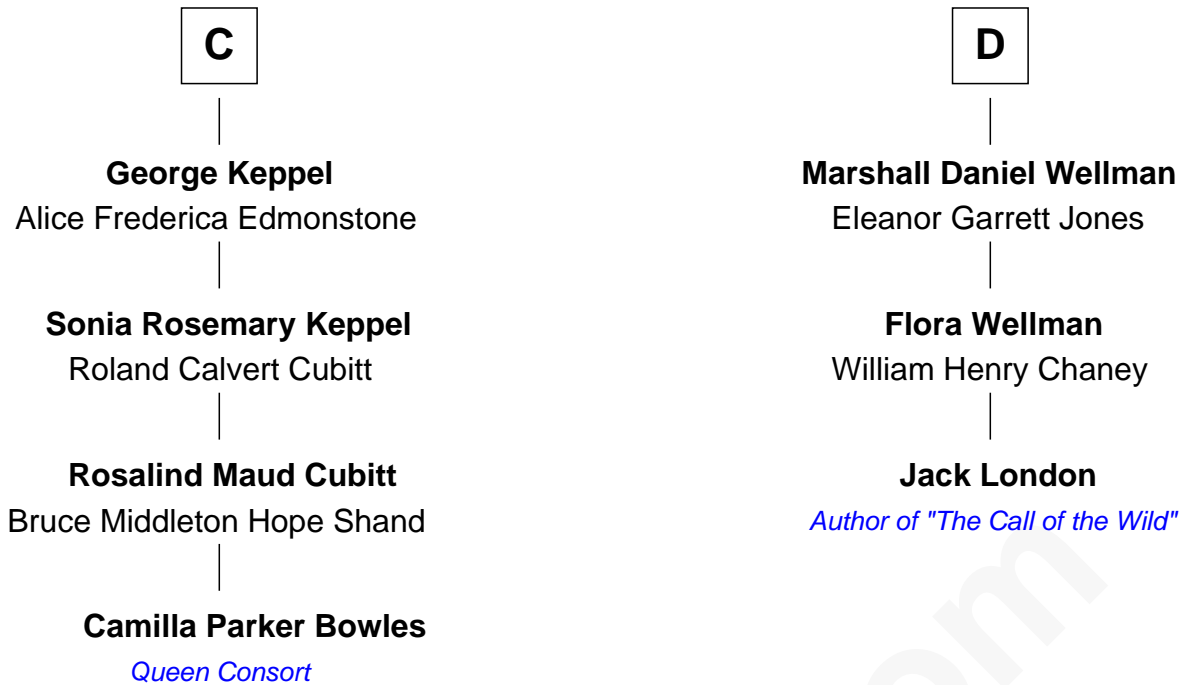 C
George Keppel
Alice Frederica Edmonstone
Sonia Rosemary Keppel
Roland Calvert Cubitt
Rosalind Maud Cubitt
Bruce Middleton Hope Shand
Camilla Parker Bowles
Queen Consort
D
Marshall Daniel Wellman
Eleanor Garrett Jones
Flora Wellman
William Henry Chaney
Jack London
Author of "The Call of the Wild"
om